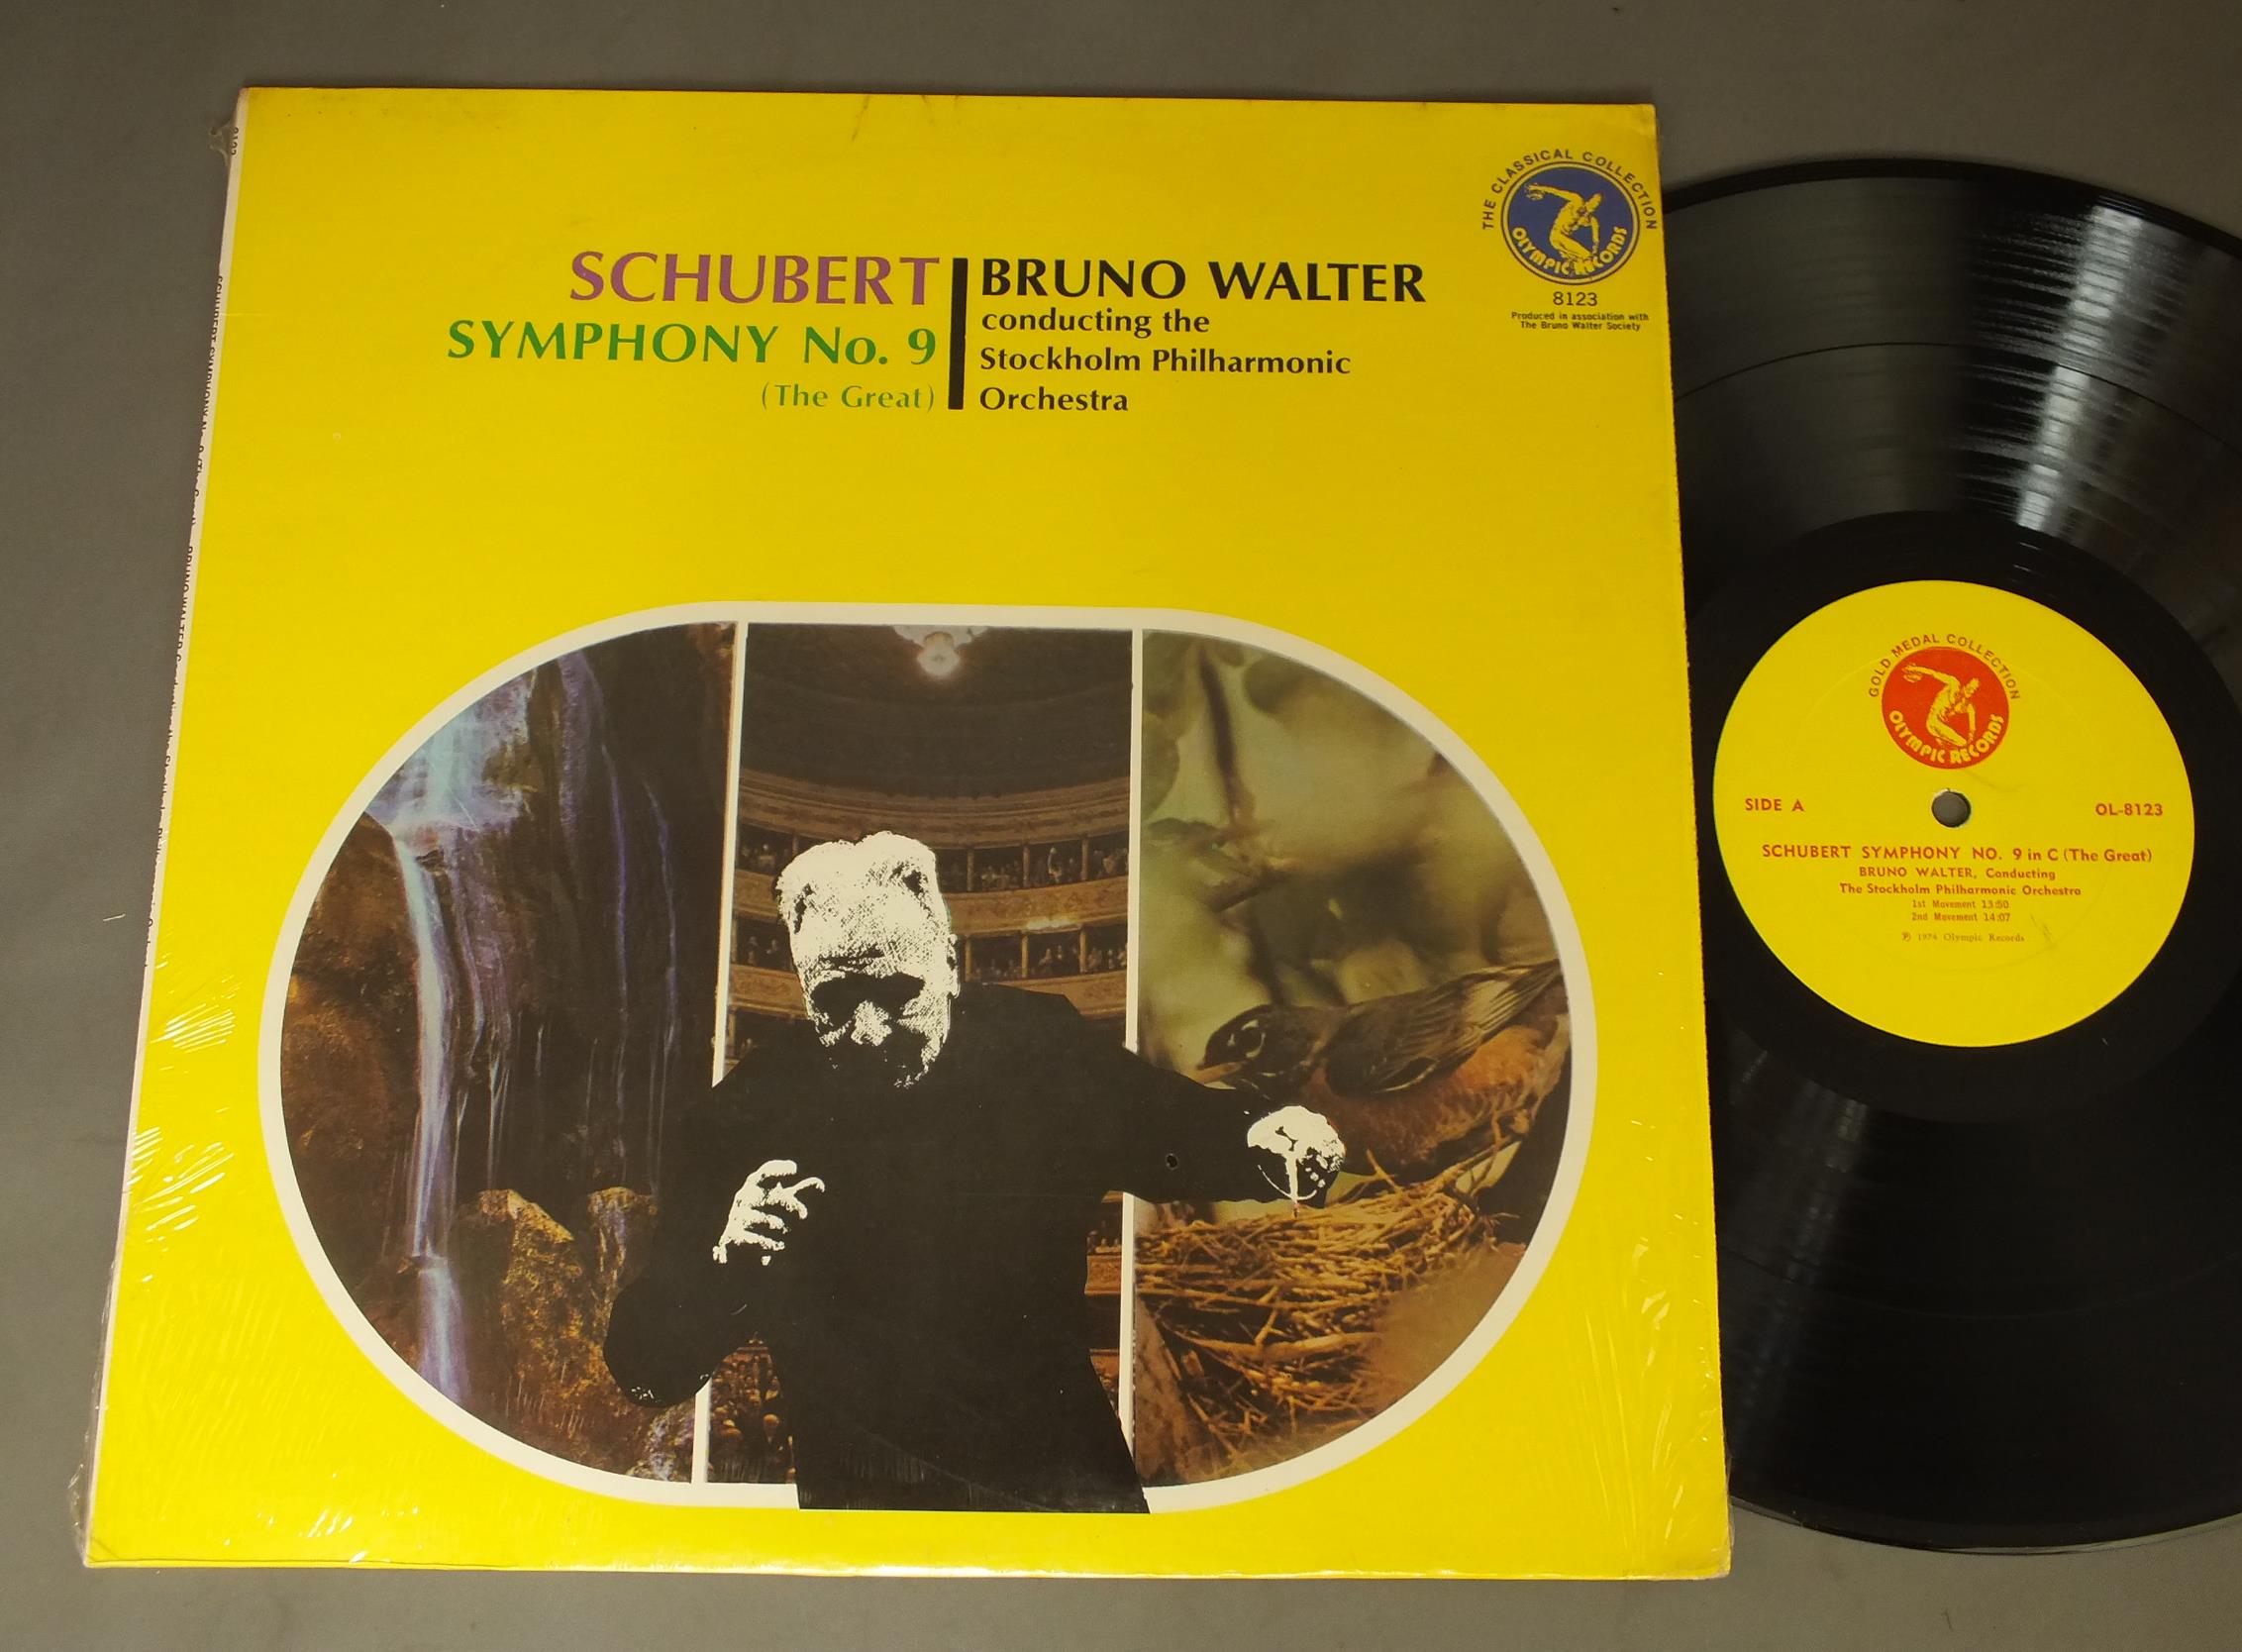 SCHUBERT
SYMPHONY No. 9
(The Great)
BRUNO WALTER
conducting the
Stockholm Philharmonic
Orchestra
THE CLASSICAL COLLECTION
OLYMPIC RECORDS
8123
Produced in association with
The Bruno Walter Society
GOLD MEDAL COLLECTION
OLYMPIC RECORDS
SIDE A
OL-8123
SCHUBERT SYMPHONY NO. 9 in C (The Great)
BRUNO WALTER, Conducting
The Stockholm Philharmonic Orchestra
1st Movement 13:50
2nd Movement 14:07
℗ 1974 Olympic Records